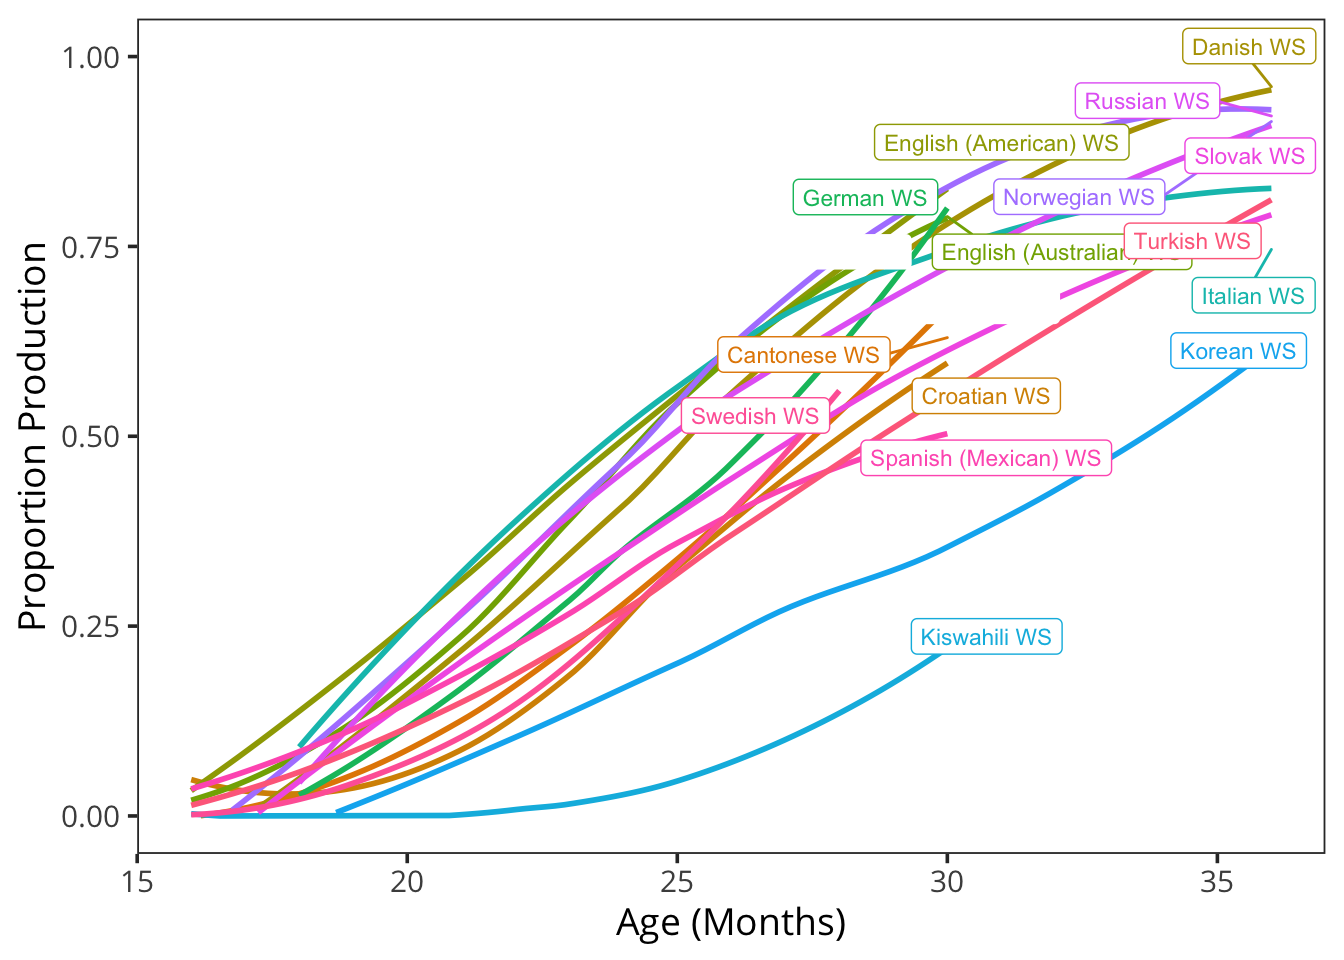 Danish WS
1.00
Russian WS
English (American) WS
Slovak WS
German WS
Norwegian WS
0.75
English (Australian) WS
Turkish WS
Italian WS
Cantonese WS
Korean WS
Croatian WS
Swedish WS
0.50
Spanish (Mexican) WS
0.25
Kiswahili WS
0.00
15
20
25
30
35
Age (Months)
Proportion Production